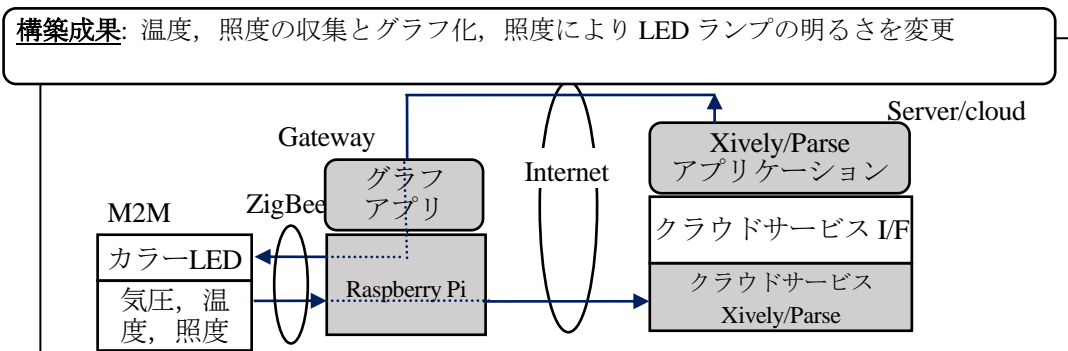 構築成果: 温度，照度の収集とグラフ化，照度により LED ランプの明るさを変更
Server/cloud
Gateway
Xively/Parse
アプリケーション
グラフ
アプリ
Internet
ZigBee
M2M
クラウドサービス I/F
カラーLED
Raspberry Pi
気圧，温
度，照度
クラウドサービス
Xively/Parse